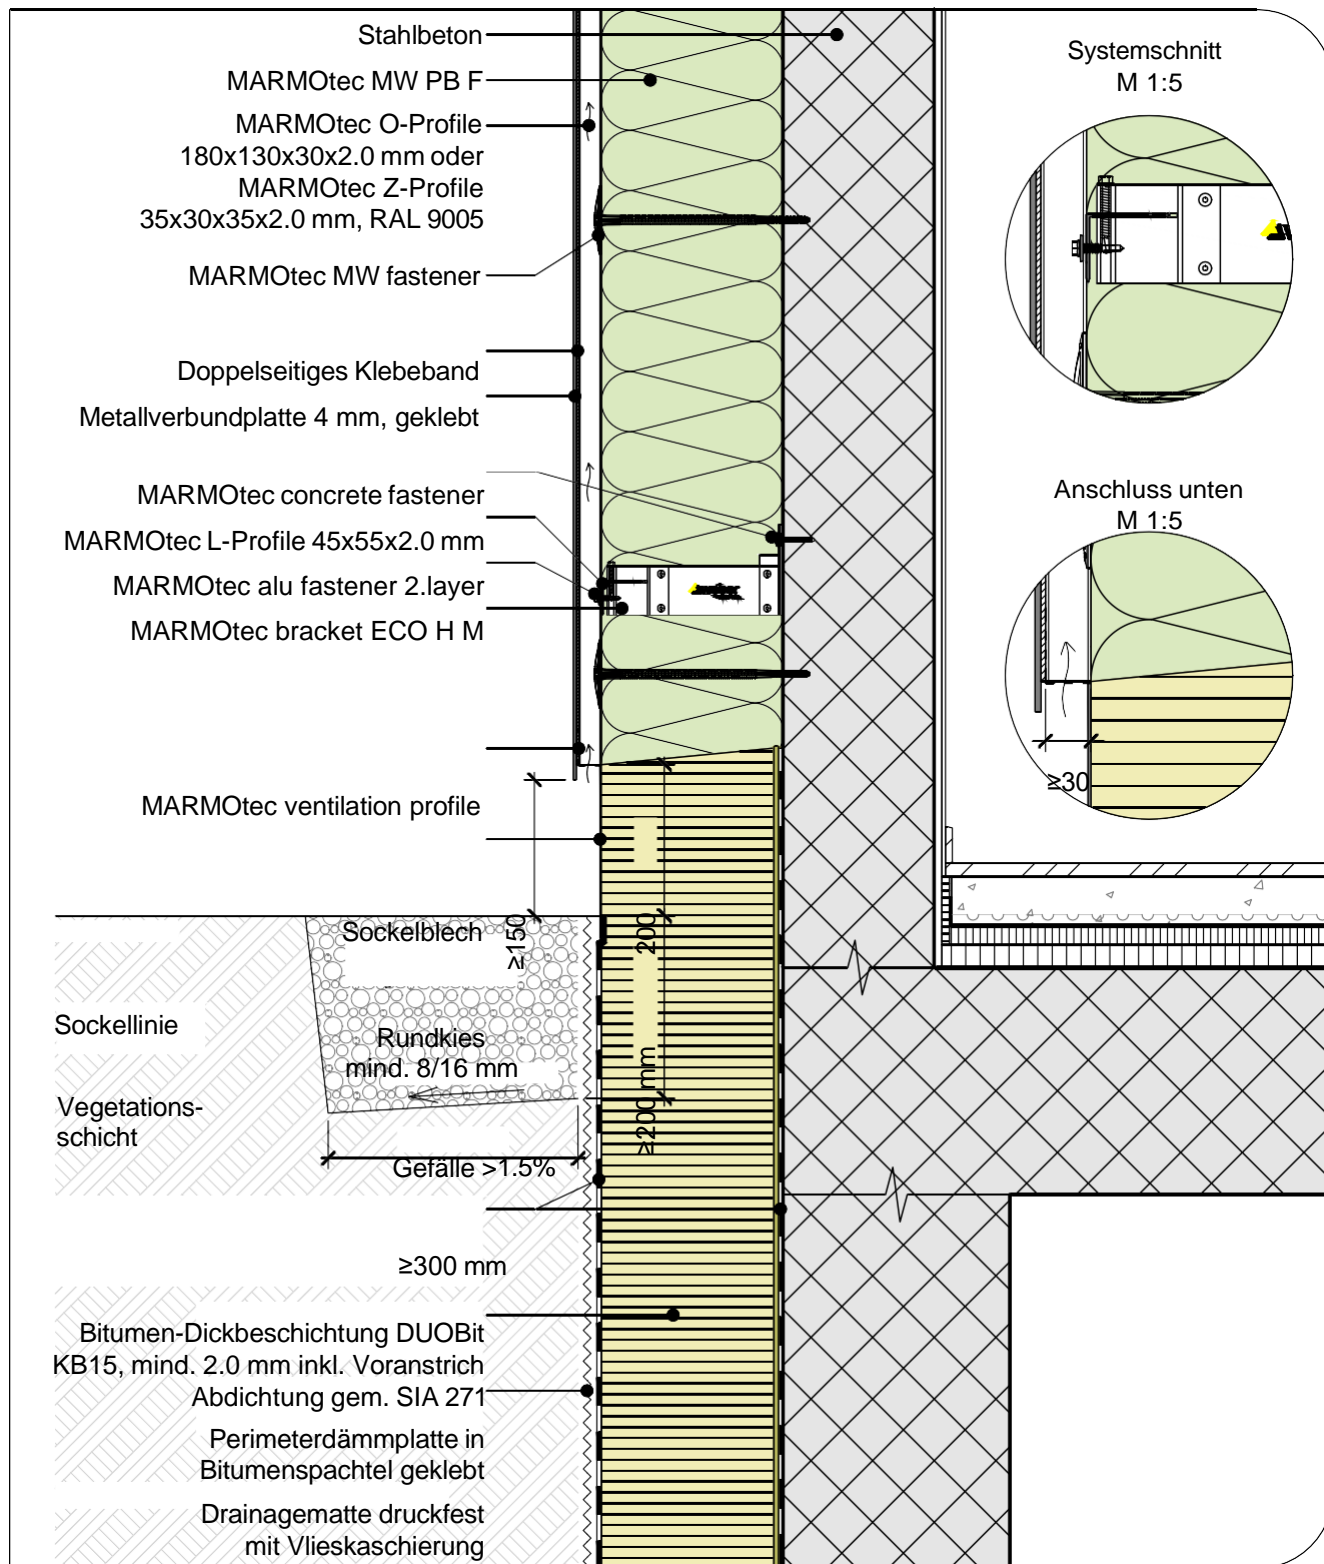 Stahlbeton
MARMOtec MW PB F
MARMOtec O-Profile
180x130x30x2.0 mm oder
MARMOtec Z-Profile
35x30x35x2.0 mm, RAL 9005
MARMOtec MW fastener
Doppelseitiges Klebeband
Metallverbundplatte 4 mm, geklebt
MARMOtec concrete fastener
MARMOtec L-Profile 45x55x2.0 mm
MARMOtec alu fastener 2.layer
MARMOtec bracket ECO H M
MARMOtec ventilation profile
Sockelblech
≥150
200
Sockellinie
Rundkies
mind. 8/16 mm
≥200 mm
Vegetations-
schicht
Gefälle >1.5%
≥300 mm
Bitumen-Dickbeschichtung DUOBit
KB15, mind. 2.0 mm inkl. Voranstrich
Abdichtung gem. SIA 271
Perimeterdämmplatte in
Bitumenspachtel geklebt
Drainagematte druckfest
mit Vlieskaschierung
Systemschnitt
M 1:5
Anschluss unten
M 1:5
≥30